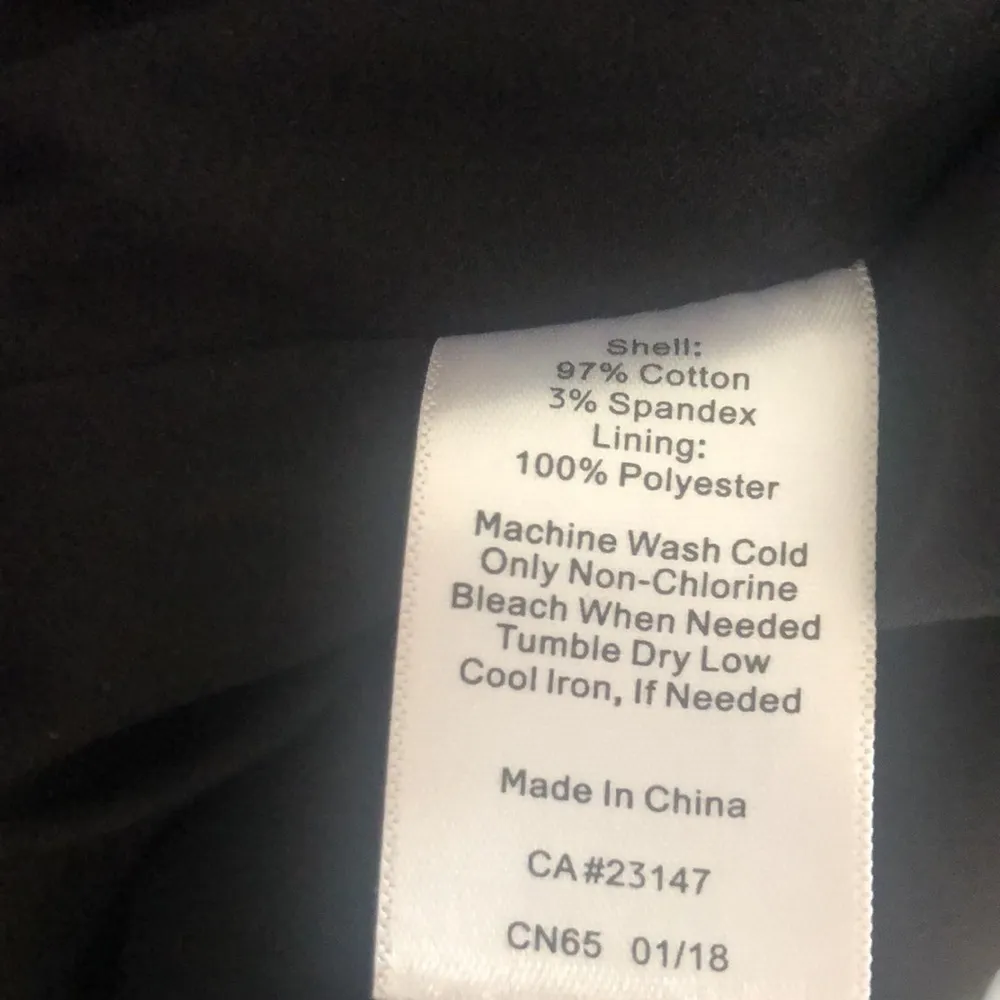 Shell:
97% Cotton
3% Spandex
Lining:
100% Polyester
Machine Wash Cold
Only Non-Chlorine
Bleach When Needed
Tumble Dry Low
Cool Iron, If Needed
Made In China
CA#23147
CN65 01/18